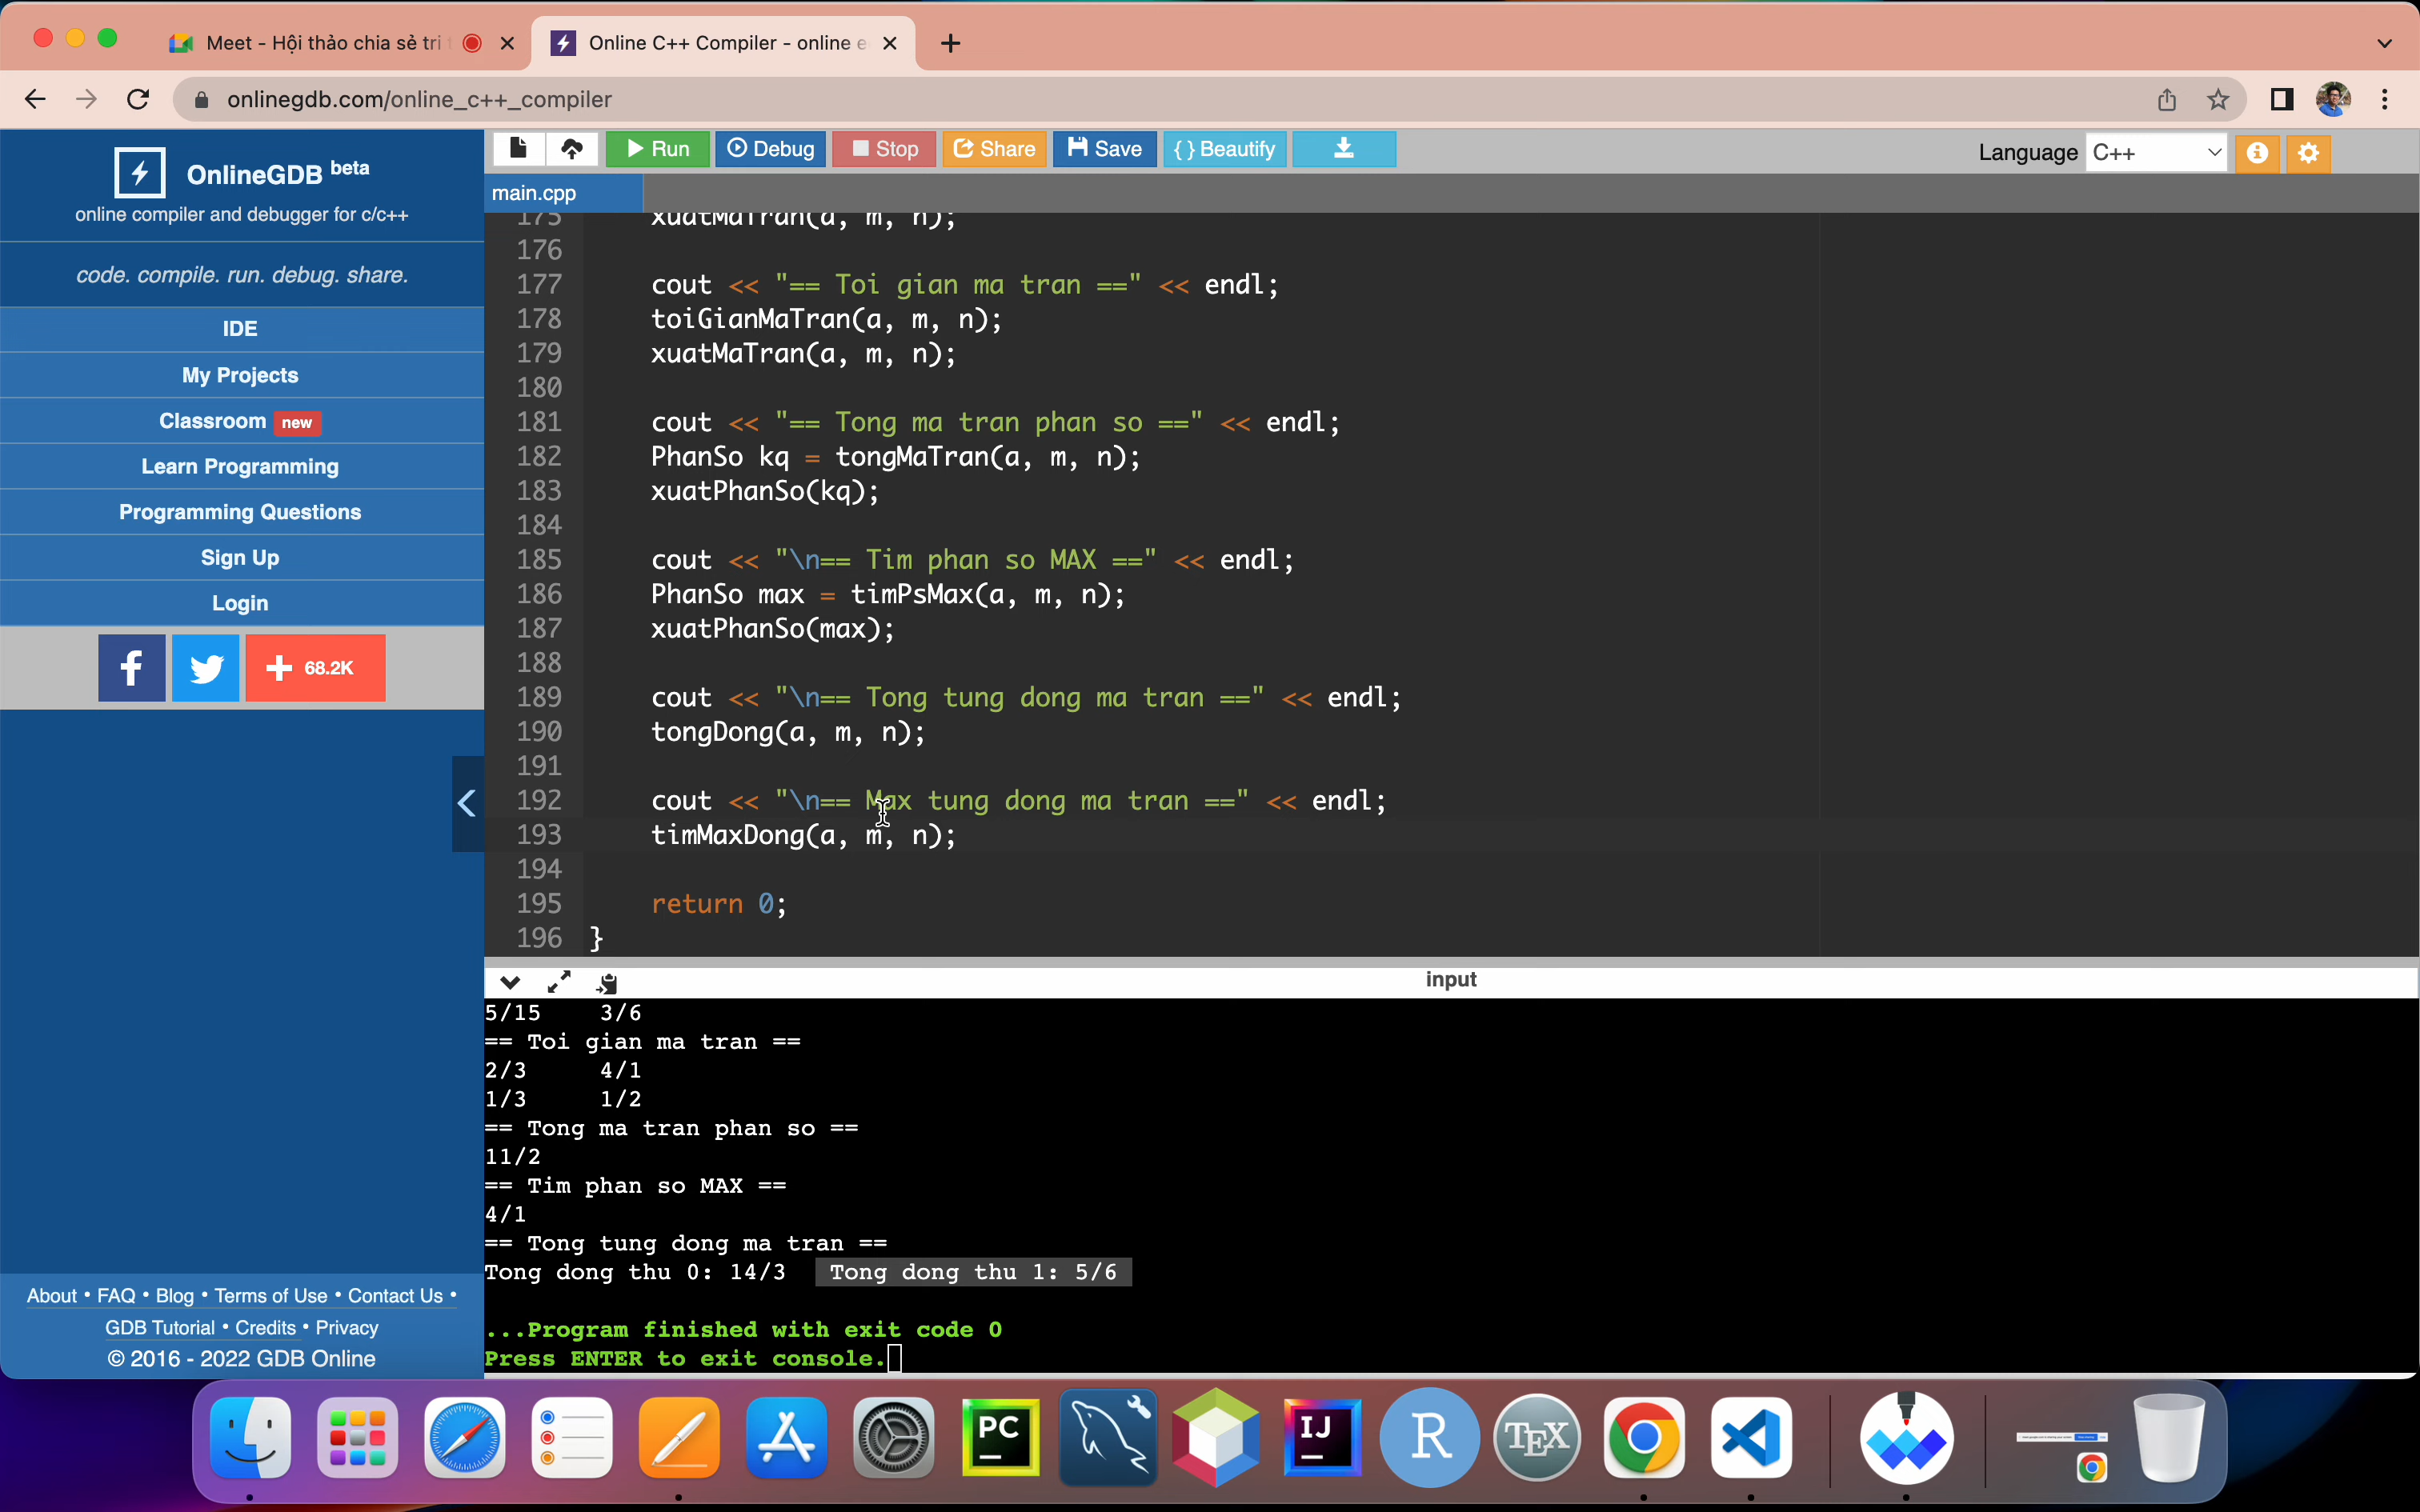 Meet - Hội thảo chia sẻ tri
Online C++ Compiler - online e
onlinegdb.com/online_c++_compiler
OnlineGDB beta
online compiler and debugger for c/c++
code. compile. run. debug. share.
IDE
My Projects
Classroom new
Learn Programming
Programming Questions
Sign Up
Login
f
+ 68.2K
About • FAQ • Blog • Terms of Use • Contact Us •
GDB Tutorial • Credits • Privacy
© 2016 - 2022 GDB Online
Run Debug Stop Share Save { } Beautify
Language C++
main.cpp
175 xuatMaTran(a, m, n);
176
177 cout << "== Toi gian ma tran ==" << endl;
178 toiGianMaTran(a, m, n);
179 xuatMaTran(a, m, n);
180
181 cout << "== Tong ma tran phan so ==" << endl;
182 PhanSo kq = tongMaTran(a, m, n);
183 xuatPhanSo(kq);
184
185 cout << "\n== Tim phan so MAX ==" << endl;
186 PhanSo max = timPsMax(a, m, n);
187 xuatPhanSo(max);
188
189 cout << "\n== Tong tung dong ma tran ==" << endl;
190 tongDong(a, m, n);
191
192 cout << "\n== Max tung dong ma tran ==" << endl;
193 timMaxDong(a, m, n);
194
195 return 0;
196 }
input
5/15 3/6
== Toi gian ma tran ==
2/3 4/1
1/3 1/2
== Tong ma tran phan so ==
11/2
== Tim phan so MAX ==
4/1
== Tong tung dong ma tran ==
Tong dong thu 0: 14/3 Tong dong thu 1: 5/6
...Program finished with exit code 0
Press ENTER to exit console.
PC IJ R TEX